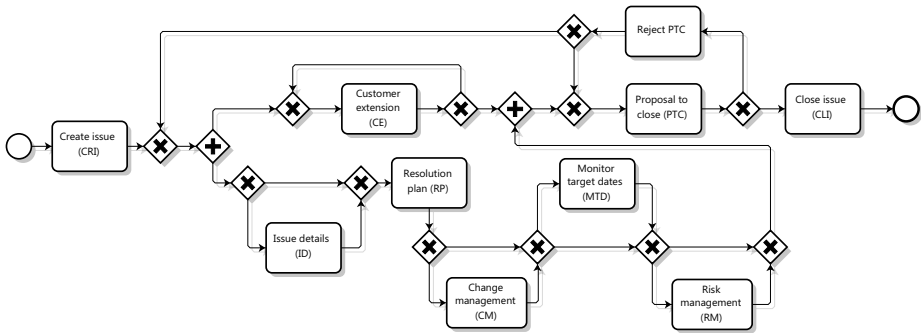 Reject PTC
Customer
extension
(CE)
Proposal to
close (PTC)
Close issue
(CLI)
Create issue
(CRI)
Resolution
plan (RP)
Monitor
target dates
(MTD)
Issue details
(ID)
Change
management
(CM)
Risk
management
(RM)